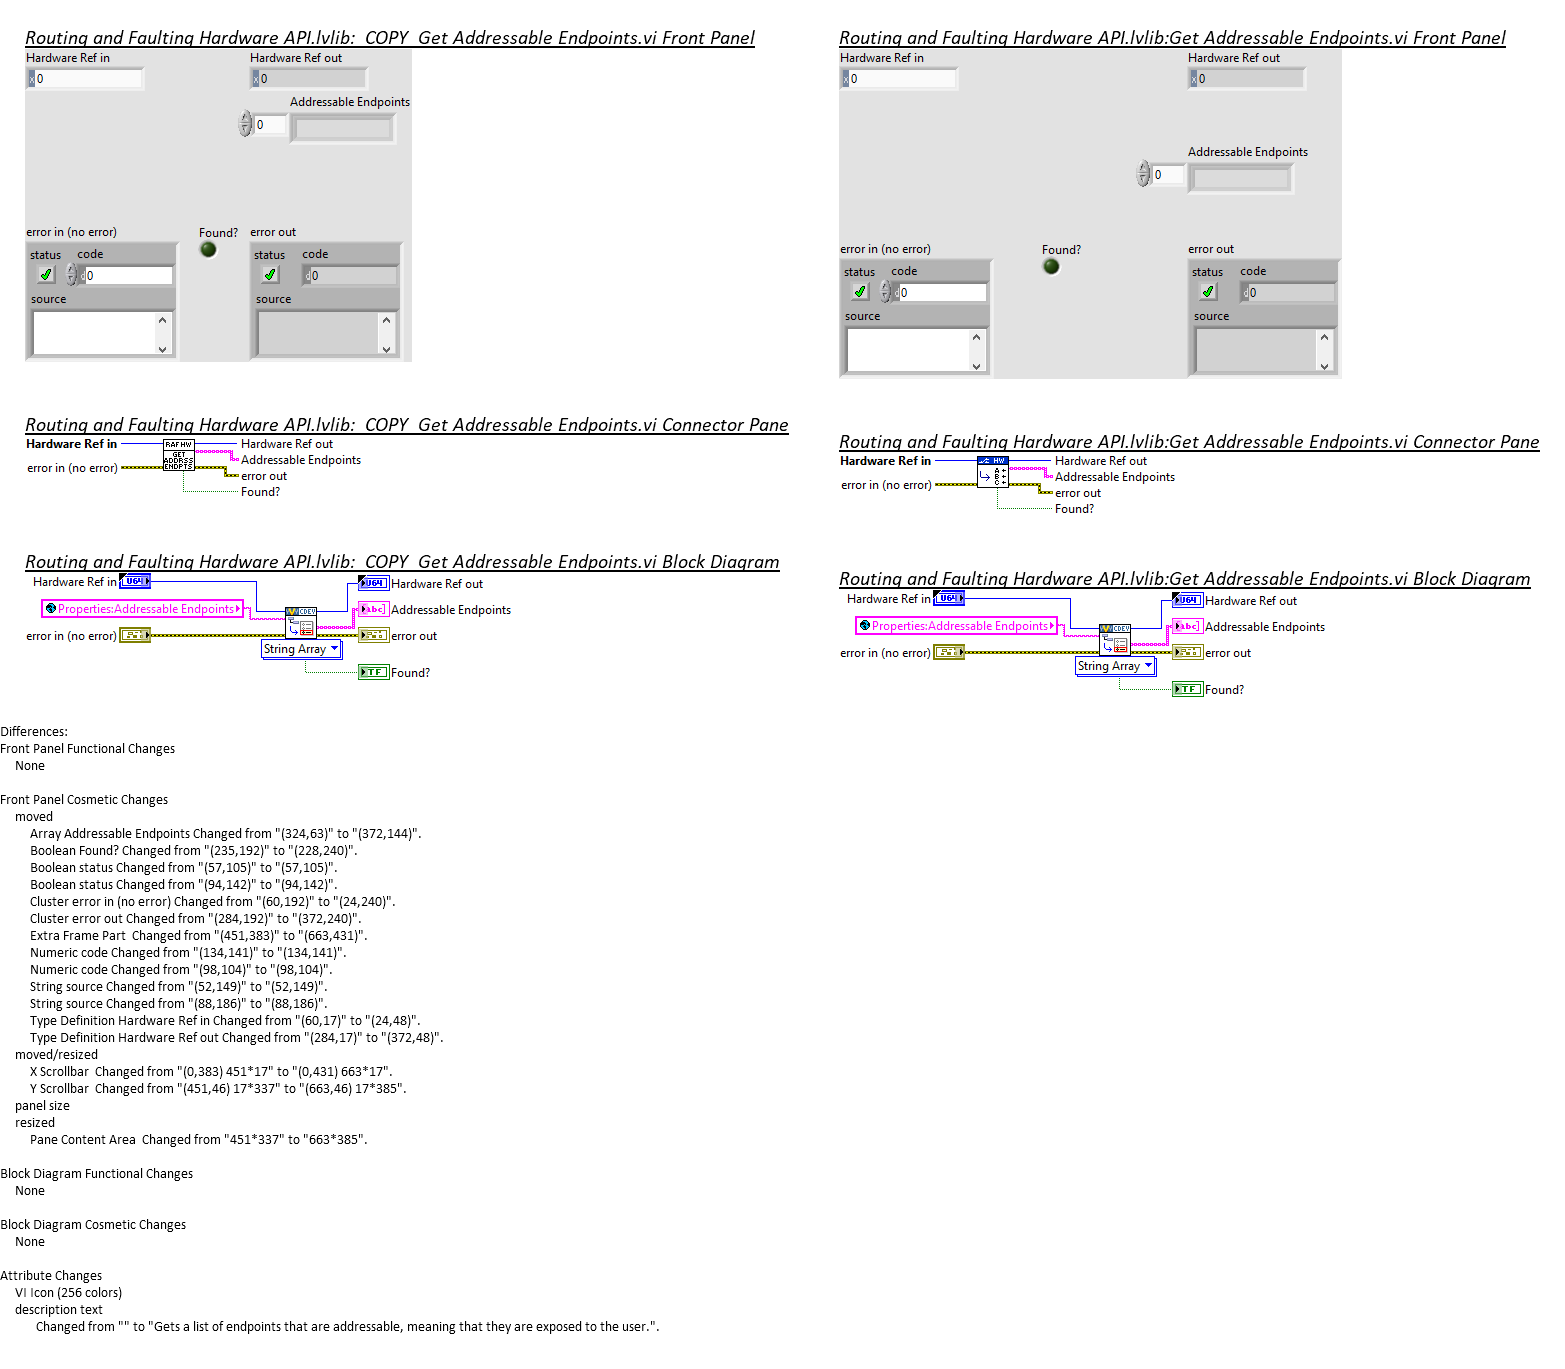 Routing and Faulting Hardware API.lvlib:_COPY_Get Addressable Endpoints.vi Front Panel
Hardware Ref in
Hardware Ref out
x 0
x 0
Addressable Endpoints
0
error in (no error)
Found?
error out
status
code
status
code
d 0
d 0
source
source
Routing and Faulting Hardware API.lvlib:Get Addressable Endpoints.vi Front Panel
Hardware Ref in
Hardware Ref out
x 0
x 0
Addressable Endpoints
0
error in (no error)
Found?
error out
status
code
status
code
d 0
d 0
source
source
Routing and Faulting Hardware API.lvlib:_COPY_Get Addressable Endpoints.vi Connector Pane
Hardware Ref in
RAF HW
GET
ADDRSS
ENDPTS
Hardware Ref out
Addressable Endpoints
error in (no error)
error out
Found?
Routing and Faulting Hardware API.lvlib:Get Addressable Endpoints.vi Connector Pane
Hardware Ref in
HW
A
B
C
Hardware Ref out
Addressable Endpoints
error in (no error)
error out
Found?
Routing and Faulting Hardware API.lvlib:_COPY_Get Addressable Endpoints.vi Block Diagram
Hardware Ref in
U64
U64
Hardware Ref out
Properties:Addressable Endpoints
CDEV
abc
Addressable Endpoints
error in (no error)
error out
String Array
TF
Found?
Routing and Faulting Hardware API.lvlib:Get Addressable Endpoints.vi Block Diagram
Hardware Ref in
U64
U64
Hardware Ref out
Properties:Addressable Endpoints
CDEV
abc
Addressable Endpoints
error in (no error)
error out
String Array
TF
Found?
Differences:
Front Panel Functional Changes
None
Front Panel Cosmetic Changes
moved
Array Addressable Endpoints Changed from "(324,63)" to "(372,144)".
Boolean Found? Changed from "(235,192)" to "(228,240)".
Boolean status Changed from "(57,105)" to "(57,105)".
Boolean status Changed from "(94,142)" to "(94,142)".
Cluster error in (no error) Changed from "(60,192)" to "(24,240)".
Cluster error out Changed from "(284,192)" to "(372,240)".
Extra Frame Part  Changed from "(451,383)" to "(663,431)".
Numeric code Changed from "(134,141)" to "(134,141)".
Numeric code Changed from "(98,104)" to "(98,104)".
String source Changed from "(52,149)" to "(52,149)".
String source Changed from "(88,186)" to "(88,186)".
Type Definition Hardware Ref in Changed from "(60,17)" to "(24,48)".
Type Definition Hardware Ref out Changed from "(284,17)" to "(372,48)".
moved/resized
X Scrollbar  Changed from "(0,383) 451*17" to "(0,431) 663*17".
Y Scrollbar  Changed from "(451,46) 17*337" to "(663,46) 17*385".
panel size
resized
Pane Content Area  Changed from "451*337" to "663*385".
Block Diagram Functional Changes
None
Block Diagram Cosmetic Changes
None
Attribute Changes
VI Icon (256 colors)
description text
Changed from "" to "Gets a list of endpoints that are addressable, meaning that they are exposed to the user.".